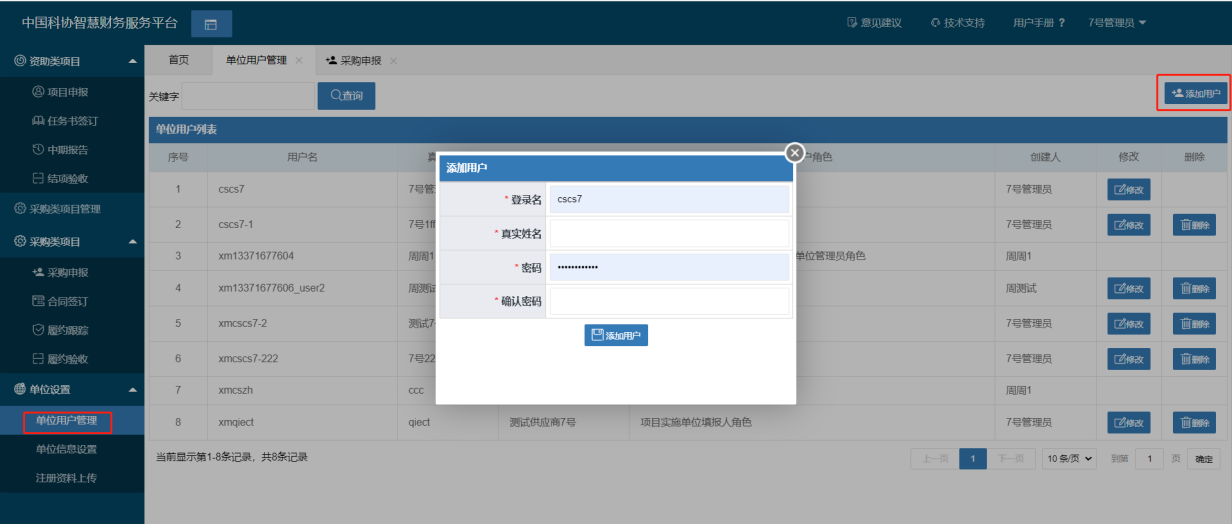 中国科协智慧财务服务平台
意见建议 技术支持 用户手册 ? 7号管理员
资助类项目
项目申报
任务书签订
中期报告
结项验收
采购类项目管理
采购类项目
采购申报
合同签订
履约跟踪
履约验收
单位设置
单位用户管理
单位信息设置
注册资料上传
首页 单位用户管理 × 采购申报 ×
关键字 查询 添加用户
单位用户列表
序号 用户名 角色 创建人 修改 删除
1 cscs7 7号管 7号管理员 修改
2 cscs7-1 7号1 7号管理员 修改 删除
3 xm13371677604 周周1 单位管理员角色 周周1
4 xm13371677606_user2 周测 周测试 修改 删除
5 xmcscs7-2 测试7 7号管理员 修改 删除
6 xmcscs7-222 7号22 7号管理员 修改 删除
7 xmcszh ccc 周周1
8 xmqiect qiect 测试供应商7号 项目实施单位填报人角色 7号管理员 修改 删除
添加用户
* 登录名 cscs7
* 真实姓名
* 密码 ••••••••••••
* 确认密码
添加用户
当前显示第1-8条记录，共8条记录 上一页 1 下一页 10 条/页 到第 1 页 确定